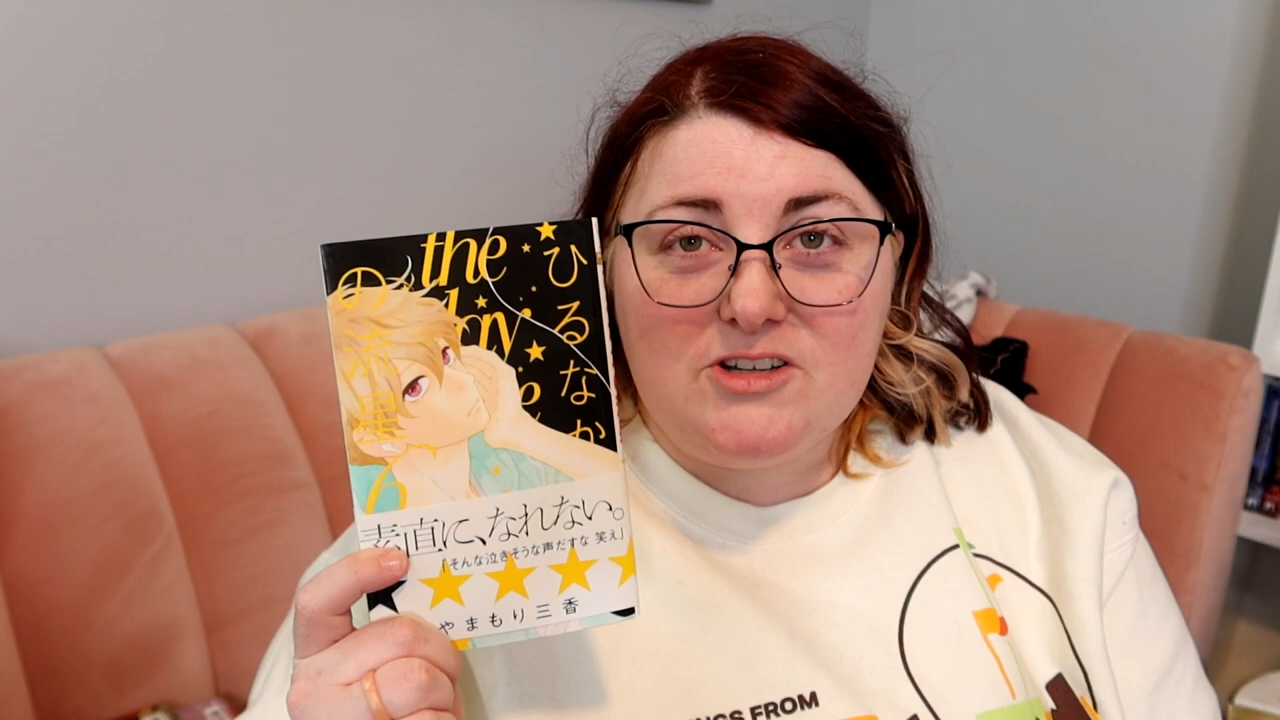 the
day
ひるなか
の流星
素直に、なれない。
「そんな泣きそうな声だすな 笑え」
やまもり三香
FROM